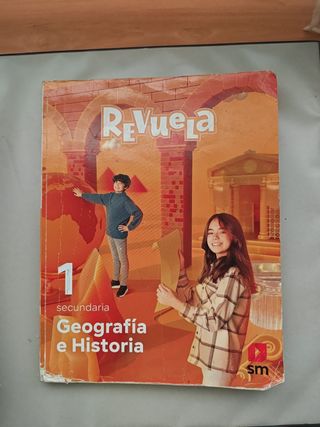 REVUELA
1
secundaria
Geografía
e Historia
sm